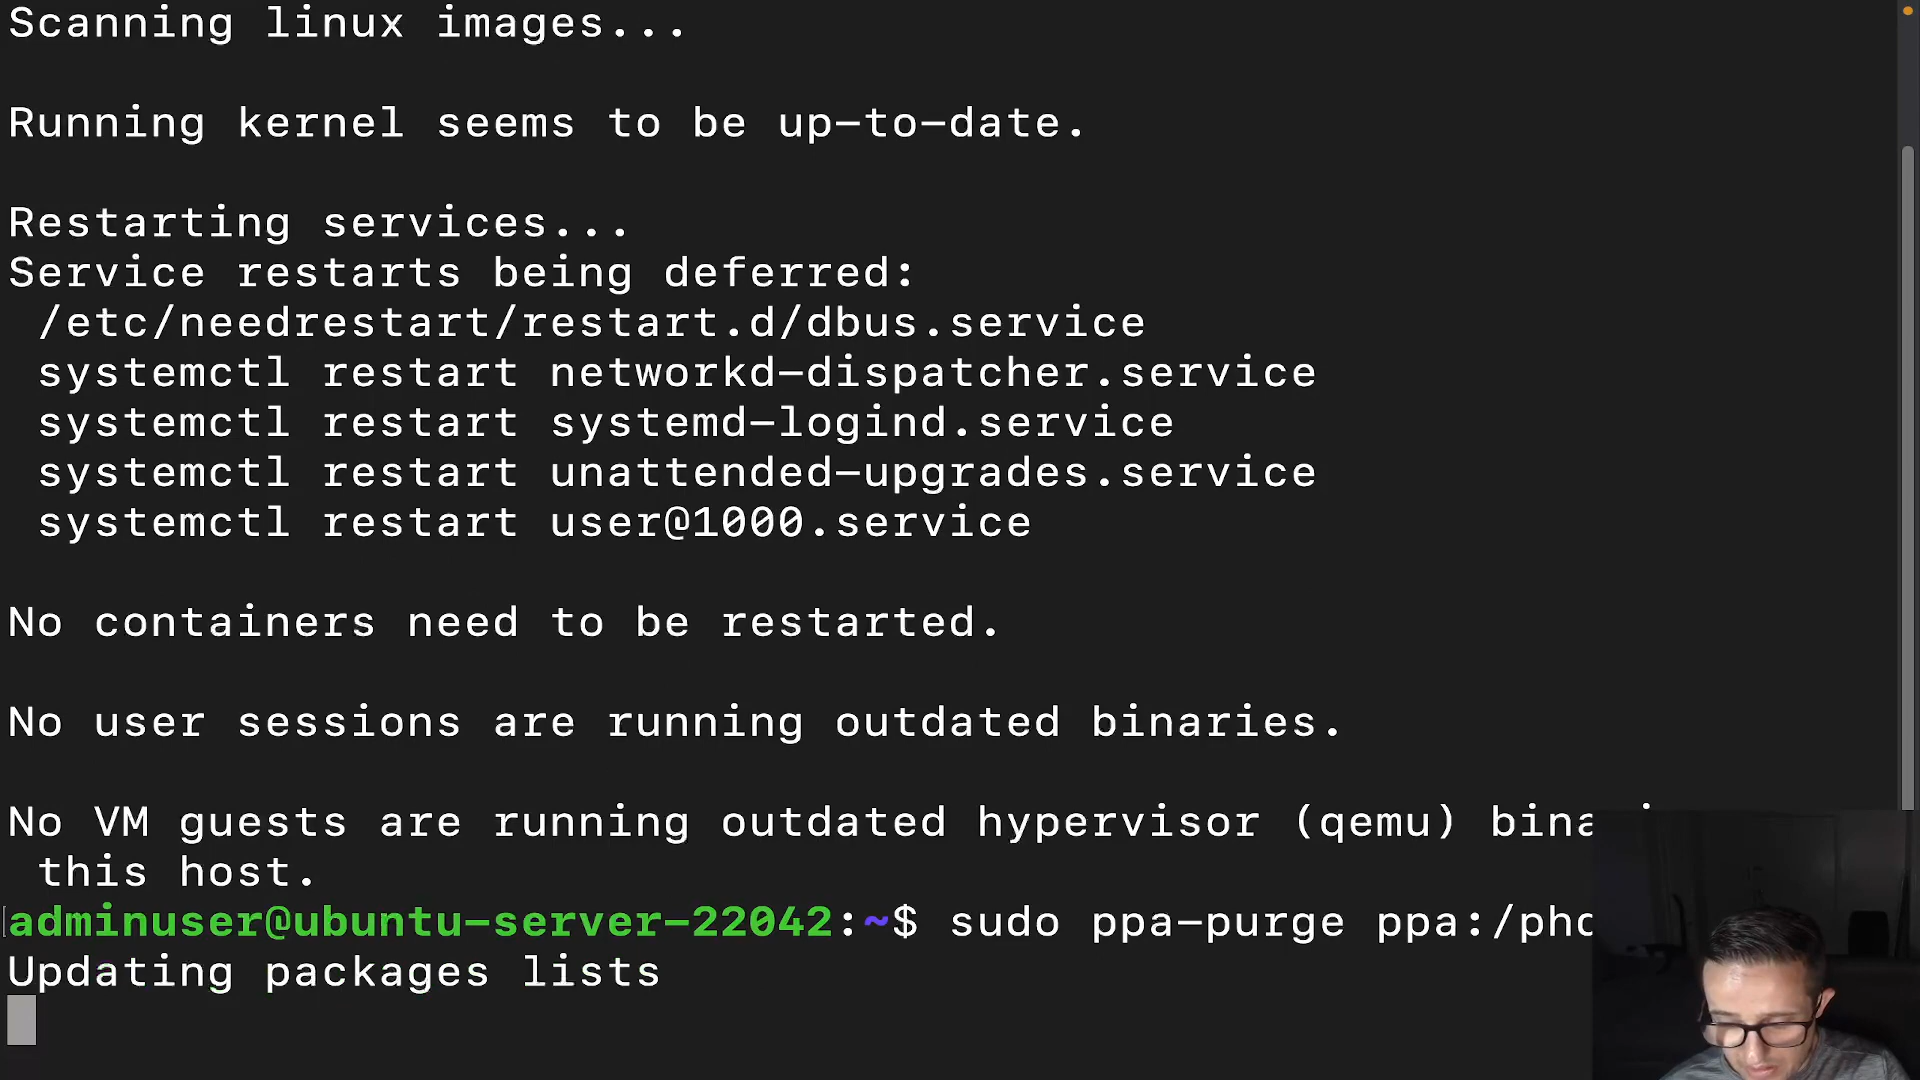 Scanning linux images...
Running kernel seems to be up-to-date.
Restarting services...
Service restarts being deferred:
/etc/needrestart/restart.d/dbus.service
systemctl restart networkd-dispatcher.service
systemctl restart systemd-logind.service
systemctl restart unattended-upgrades.service
systemctl restart user@1000.service
No containers need to be restarted.
No user sessions are running outdated binaries.
No VM guests are running outdated hypervisor (qemu)
this host.
adminuser@ubuntu-server-22042:~$ sudo ppa-purge
Updating packages lists